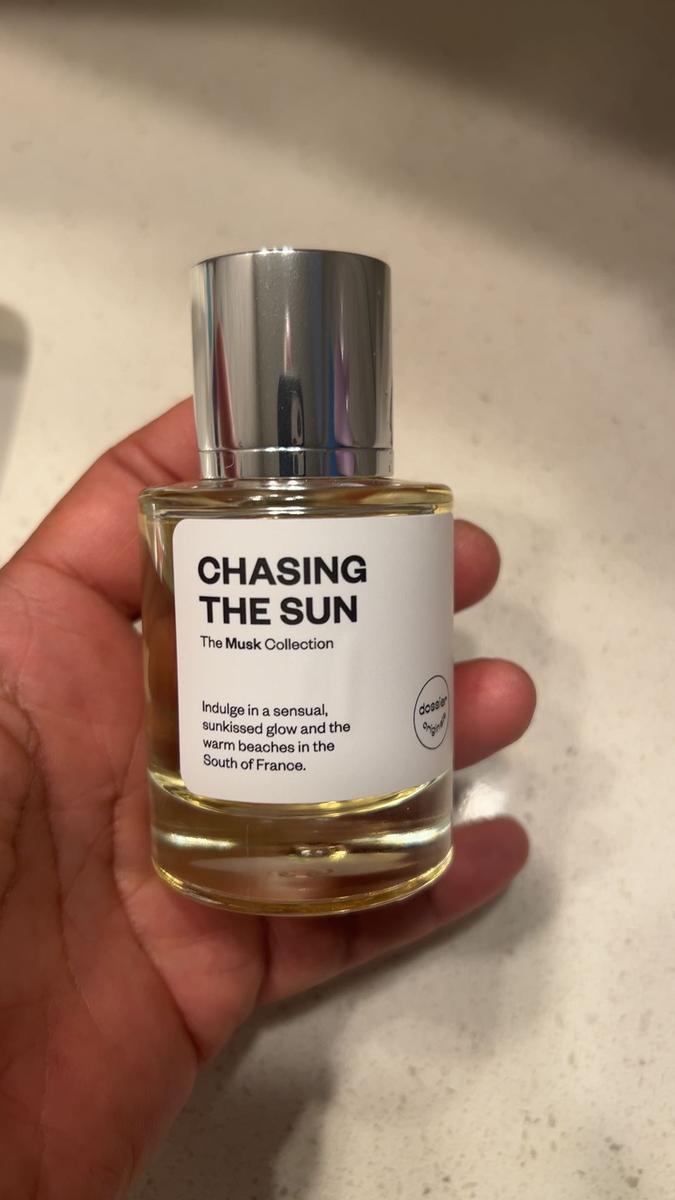 CHASING
THE SUN
The Musk Collection
Indulge in a sensual,
sunkissed glow and the
warm beaches in the
South of France.
dossier
originals